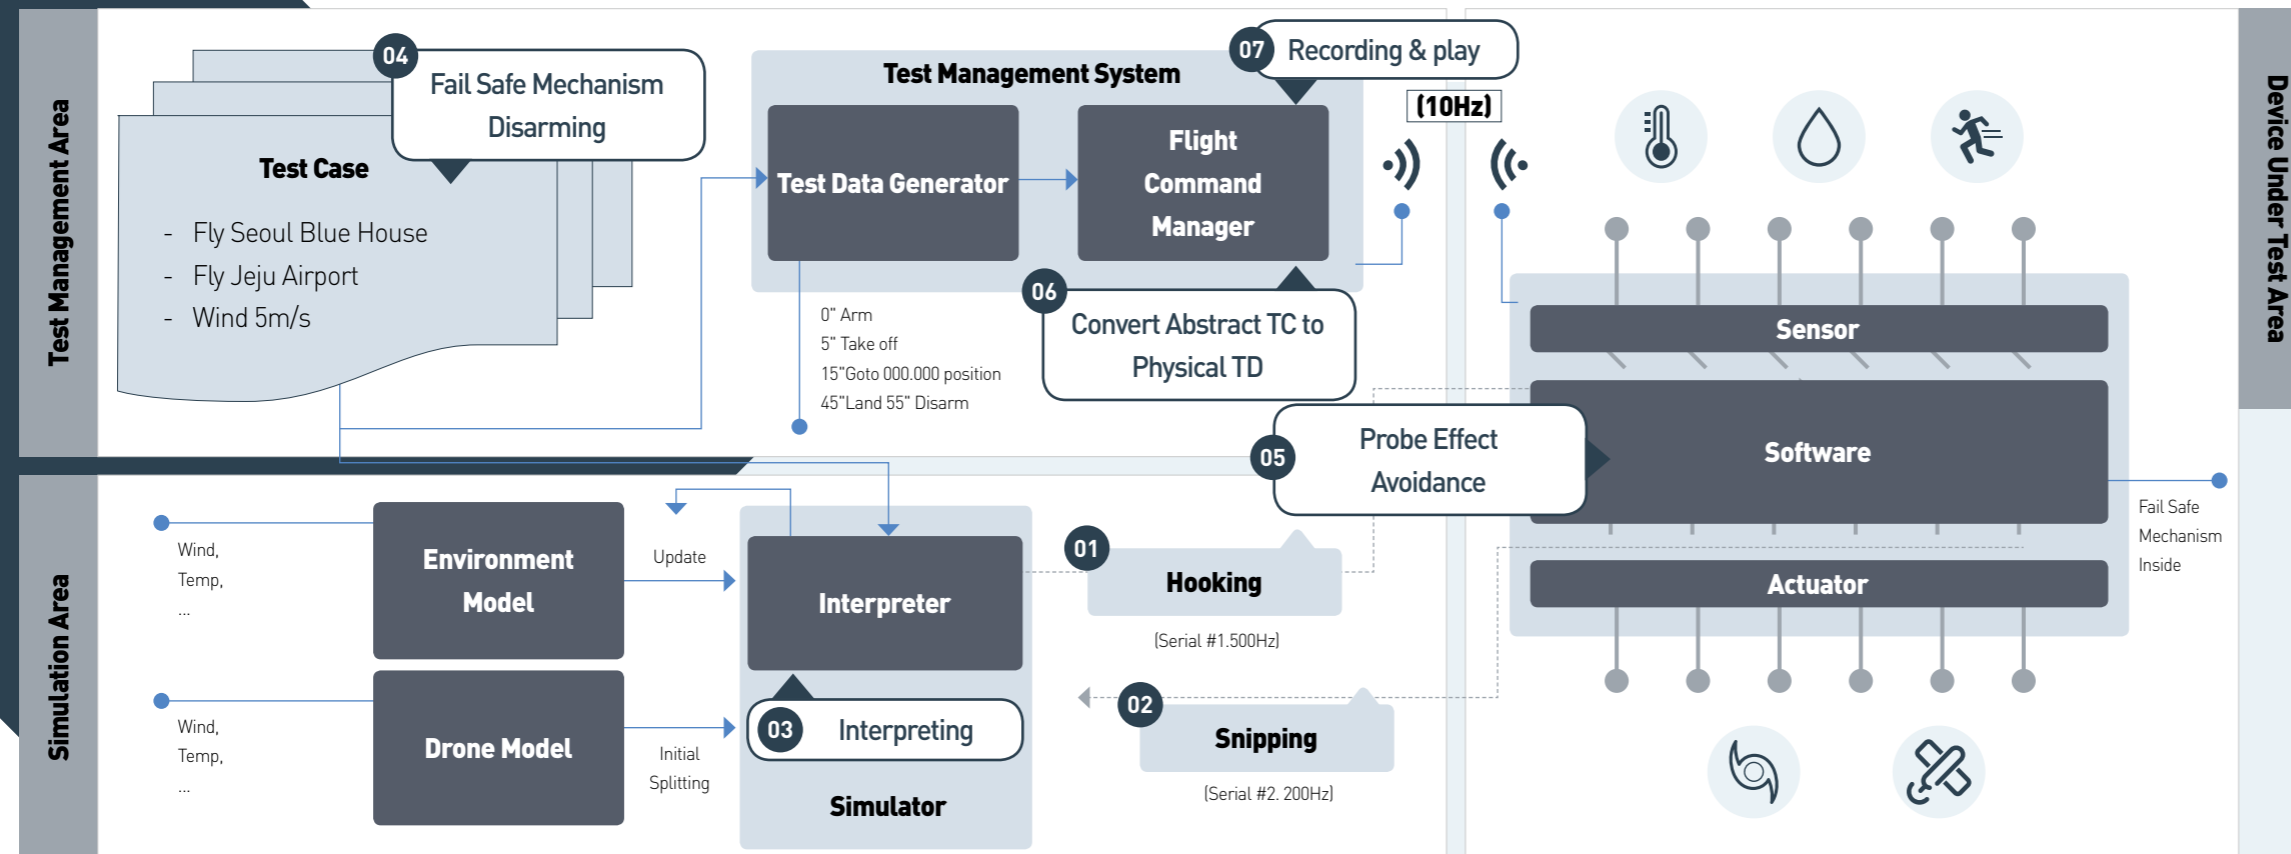 Test Management Area
04
Fail Safe Mechanism
Disarming
Test Case
- Fly Seoul Blue House
- Fly Jeju Airport
- Wind 5m/s
Test Management System
07
Recording & play
Test Data Generator
Flight
Command
Manager
(10Hz)
0" Arm
5" Take off
15"Goto 000.000 position
45"Land 55" Disarm
06
Convert Abstract TC to
Physical TD
Device Under Test Area
Sensor
05
Probe Effect
Avoidance
Software
Fail Safe
Mechanism
Inside
Actuator
Simulation Area
Wind,
Temp,
...
Environment
Model
Update
Interpreter
01
Hooking
(Serial #1.500Hz)
Wind,
Temp,
...
Drone Model
Initial
Splitting
03
Interpreting
Simulator
02
Snipping
(Serial #2. 200Hz)